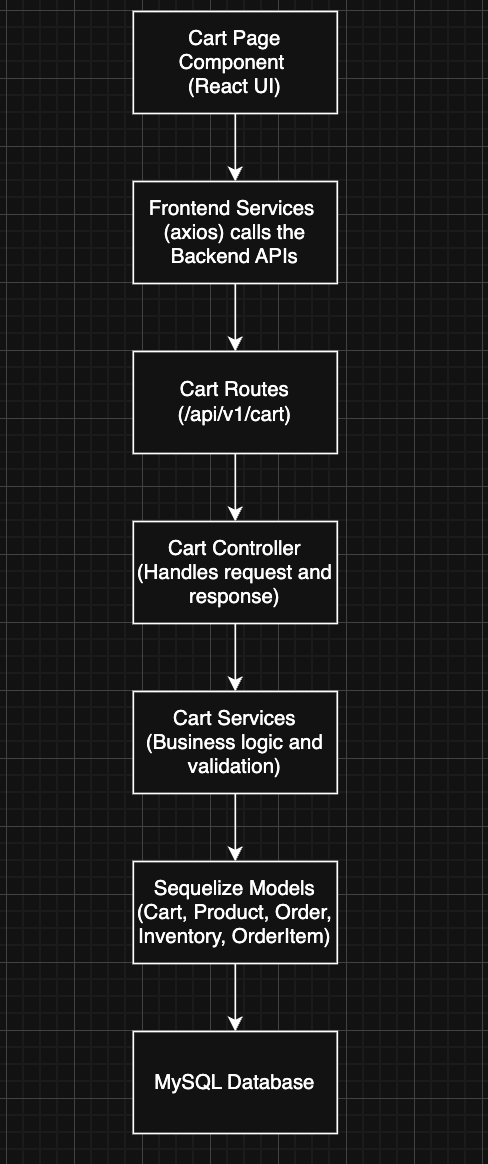 Cart Page
Component
(React UI)
Frontend Services
(axios) calls the
Backend APIs
Cart Routes
(/api/v1/cart)
Cart Controller
(Handles request and
response)
Cart Services
(Business logic and
validation)
Sequelize Models
(Cart, Product, Order,
Inventory, OrderItem)
MySQL Database